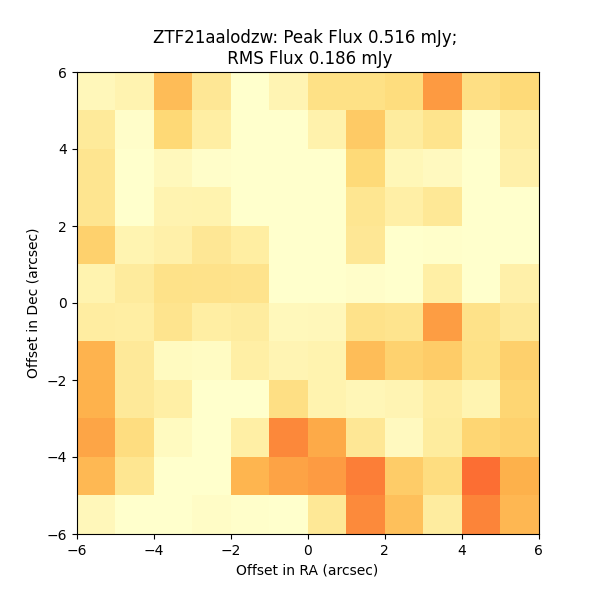 ZTF21aalodzw: Peak Flux 0.516 mJy;
RMS Flux 0.186 mJy
6
4
2
0
−2
−4
−6
Offset in Dec (arcsec)
−6 −4 −2 0 2 4 6
Offset in RA (arcsec)